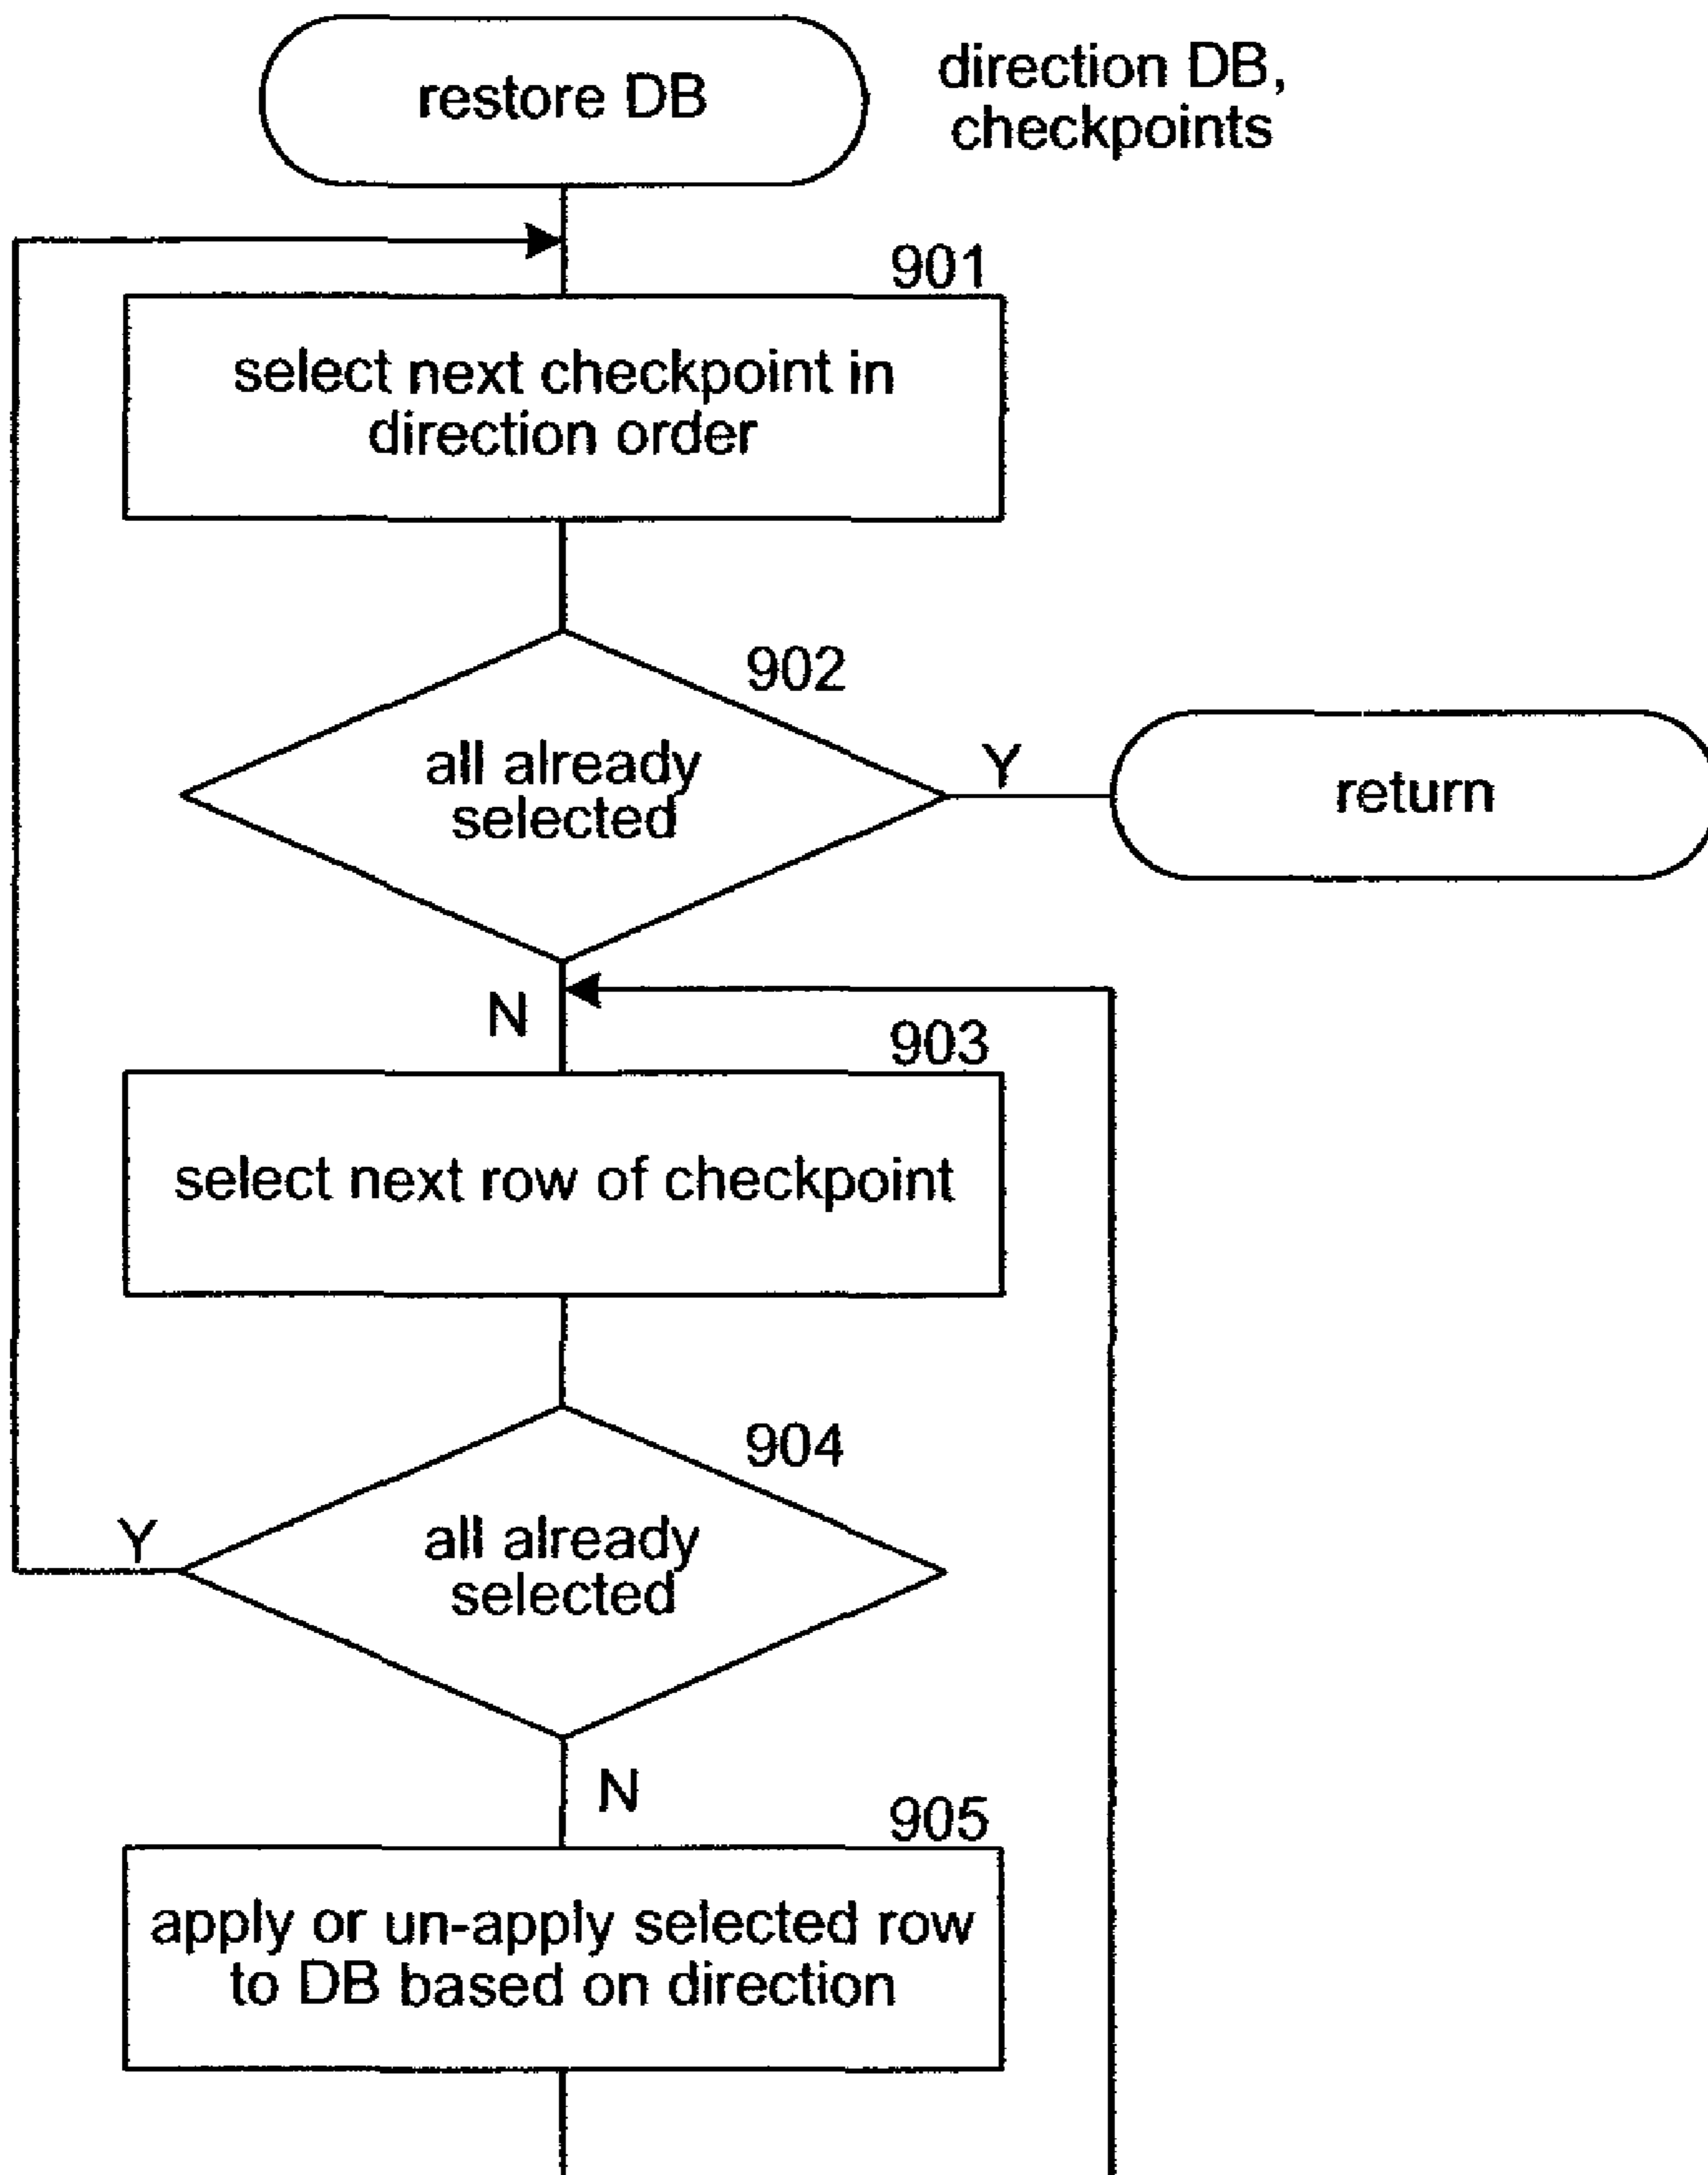 restore DB
direction DB,
checkpoints
901
select next checkpoint in
direction order
902
all already
selected
Y
return
N
903
select next row of checkpoint
904
all already
selected
Y
N
905
apply or un-apply selected row
to DB based on direction